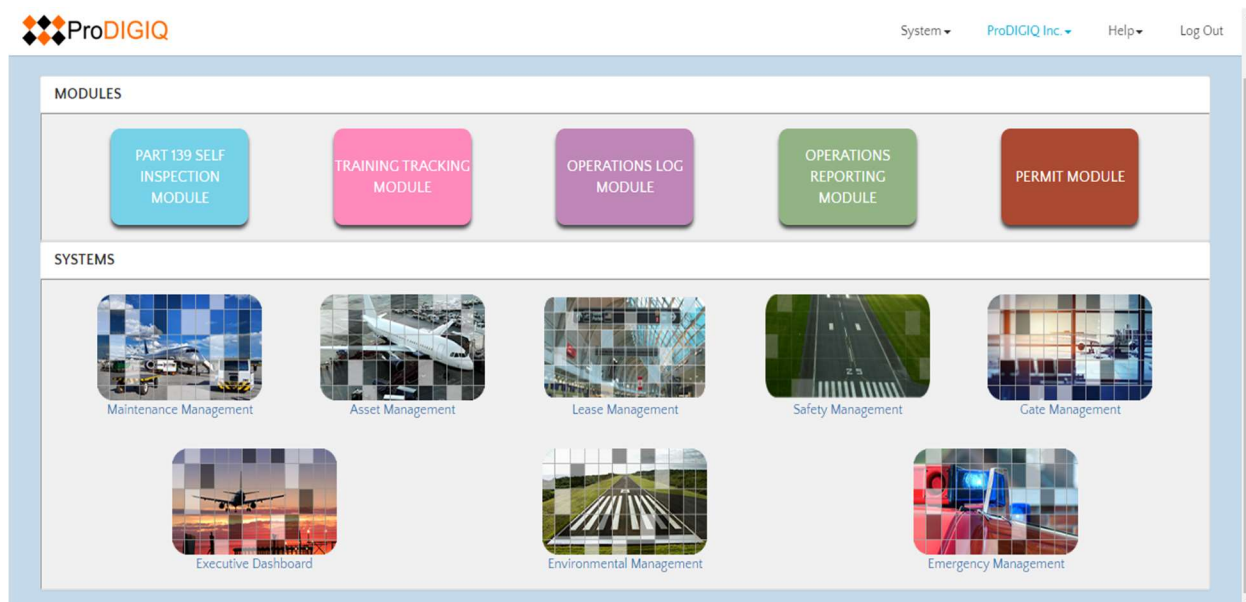 ProDIGIQ
System ProDIGIQ Inc. Help Log Out
MODULES
PART 139 SELF
INSPECTION
MODULE
TRAINING TRACKING
MODULE
OPERATIONS LOG
MODULE
OPERATIONS
REPORTING
MODULE
PERMIT MODULE
SYSTEMS
25
Maintenance Management
Asset Management
Lease Management
Safety Management
Gate Management
Executive Dashboard
Environmental Management
Emergency Management